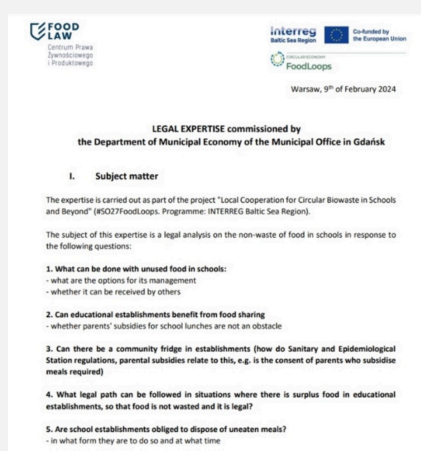 FOOD
LAW
Centrum Prawa
Żywnościowego
i Produktowego
Interreg
Baltic Sea Region
Co-funded by
the European Union
CIRCULAR ECONOMY
FoodLoops
Warsaw, 9th of February 2024
LEGAL EXPERTISE commissioned by
the Department of Municipal Economy of the Municipal Office in Gdańsk
I. Subject matter
The expertise is carried out as part of the project "Local Cooperation for Circular Biowaste in Schools
and Beyond" (#SO27FoodLoops. Programme: INTERREG Baltic Sea Region).
The subject of this expertise is a legal analysis on the non-waste of food in schools in response to
the following questions:
1. What can be done with unused food in schools:
- what are the options for its management
- whether it can be received by others
2. Can educational establishments benefit from food sharing
- whether parents' subsidies for school lunches are not an obstacle
3. Can there be a community fridge in establishments (how do Sanitary and Epidemiological
Station regulations, parental subsidies relate to this, e.g. is the consent of parents who subsidise
meals required)
4. What legal path can be followed in situations where there is surplus food in educational
establishments, so that food is not wasted and it is legal?
5. Are school establishments obliged to dispose of uneaten meals?
- in what form they are to do so and at what time